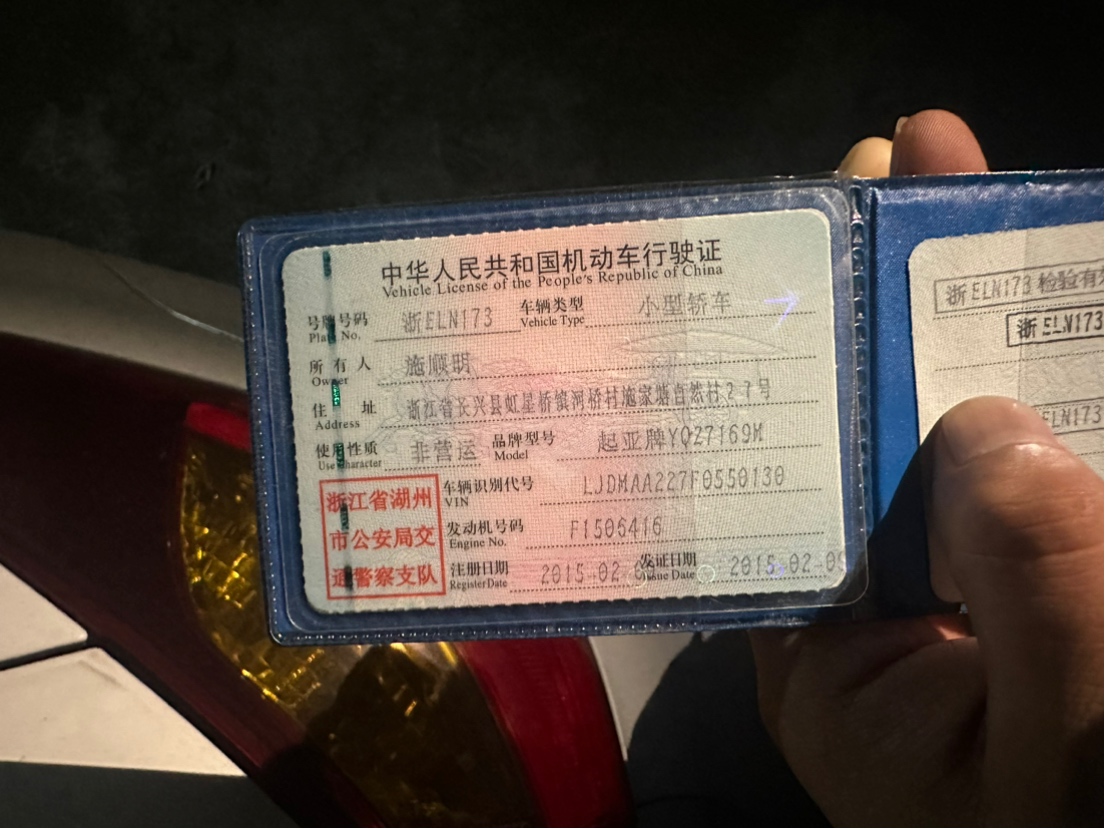 中华人民共和国机动车行驶证
Vehicle License of the People's Republic of China
号牌号码 浙ELN173 车辆类型 小型轿车
Plate No. Vehicle Type
所有人 施顺明
Owner
住址 浙江省长兴县虹星桥镇河桥村施家塘自然村27号
Address
使用性质 非营运 品牌型号 起亚牌YQZ7169M
Use Character Model
浙江省湖州
市公安局交
通警察支队
车辆识别代号 LJDMAA227F0550130
VIN
发动机号码 F1506416
Engine No.
注册日期 2015-02 发证日期 2015-02-09
Register Date Issue Date
浙ELN173 检验有
浙ELN173
ELN173